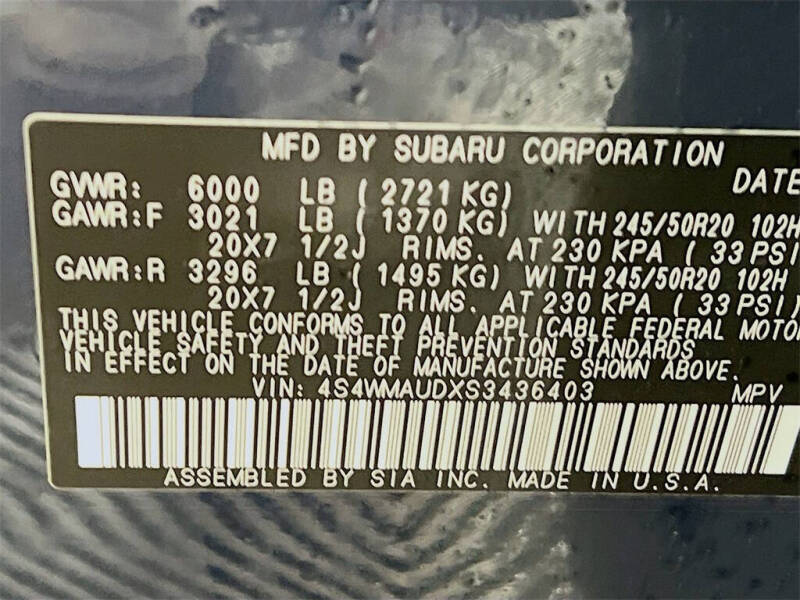 MFD BY SUBARU CORPORATION
DATE
GVWR: 6000 LB ( 2721 KG)
GAWR:F 3021 LB ( 1370 KG) WITH 245/50R20 102H
20X7 1/2J RIMS. AT 230 KPA ( 33 PSI
GAWR:R 3296 LB ( 1495 KG) WITH 245/50R20 102H
20X7 1/2J RIMS. AT 230 KPA ( 33 PSI)
THIS VEHICLE CONFORMS TO ALL APPLICABLE FEDERAL MOTO
VEHICLE SAFETY AND THEFT PREVENTION STANDARDS
IN EFFECT ON THE DATE OF MANUFACTURE SHOWN ABOVE.
VIN: 4S4WMAUDXS3436403 MPV
ASSEMBLED BY SIA INC. MADE IN U.S.A.